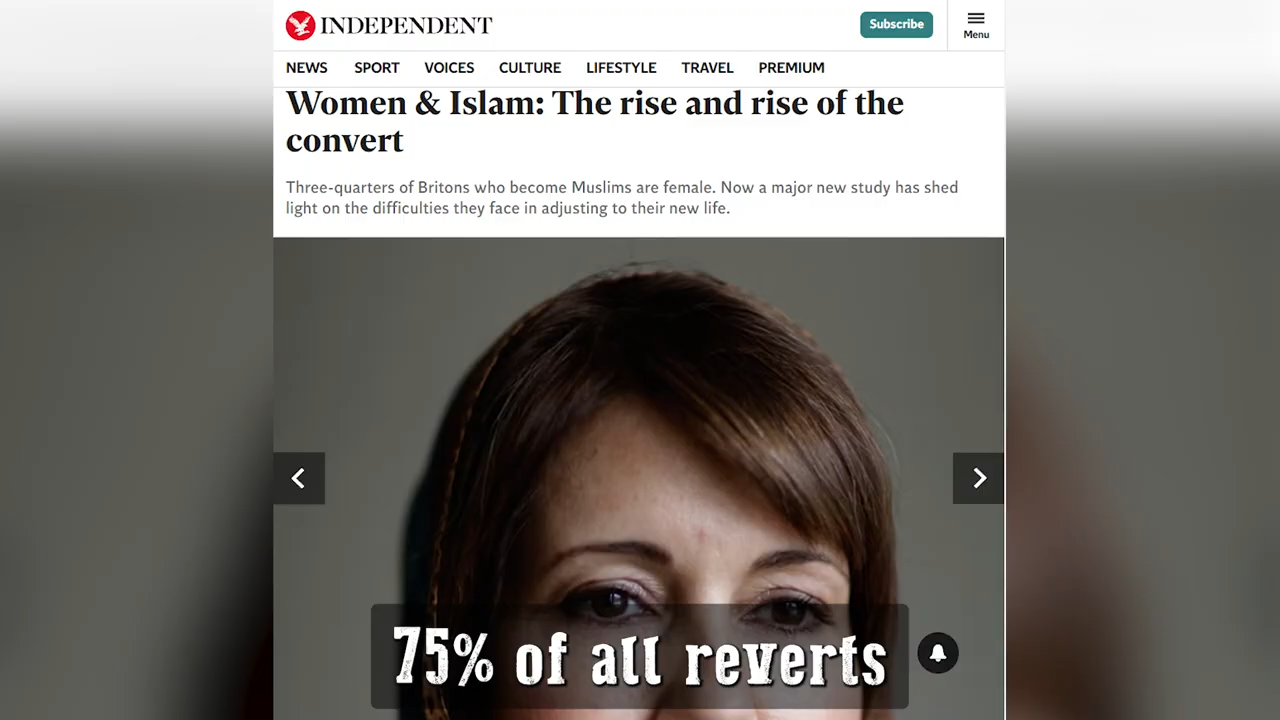 INDEPENDENT
Subscribe
Menu
NEWS SPORT VOICES CULTURE LIFESTYLE TRAVEL PREMIUM
Women & Islam: The rise and rise of the
convert
Three-quarters of Britons who become Muslims are female. Now a major new study has shed
light on the difficulties they face in adjusting to their new life.
75% of all reverts